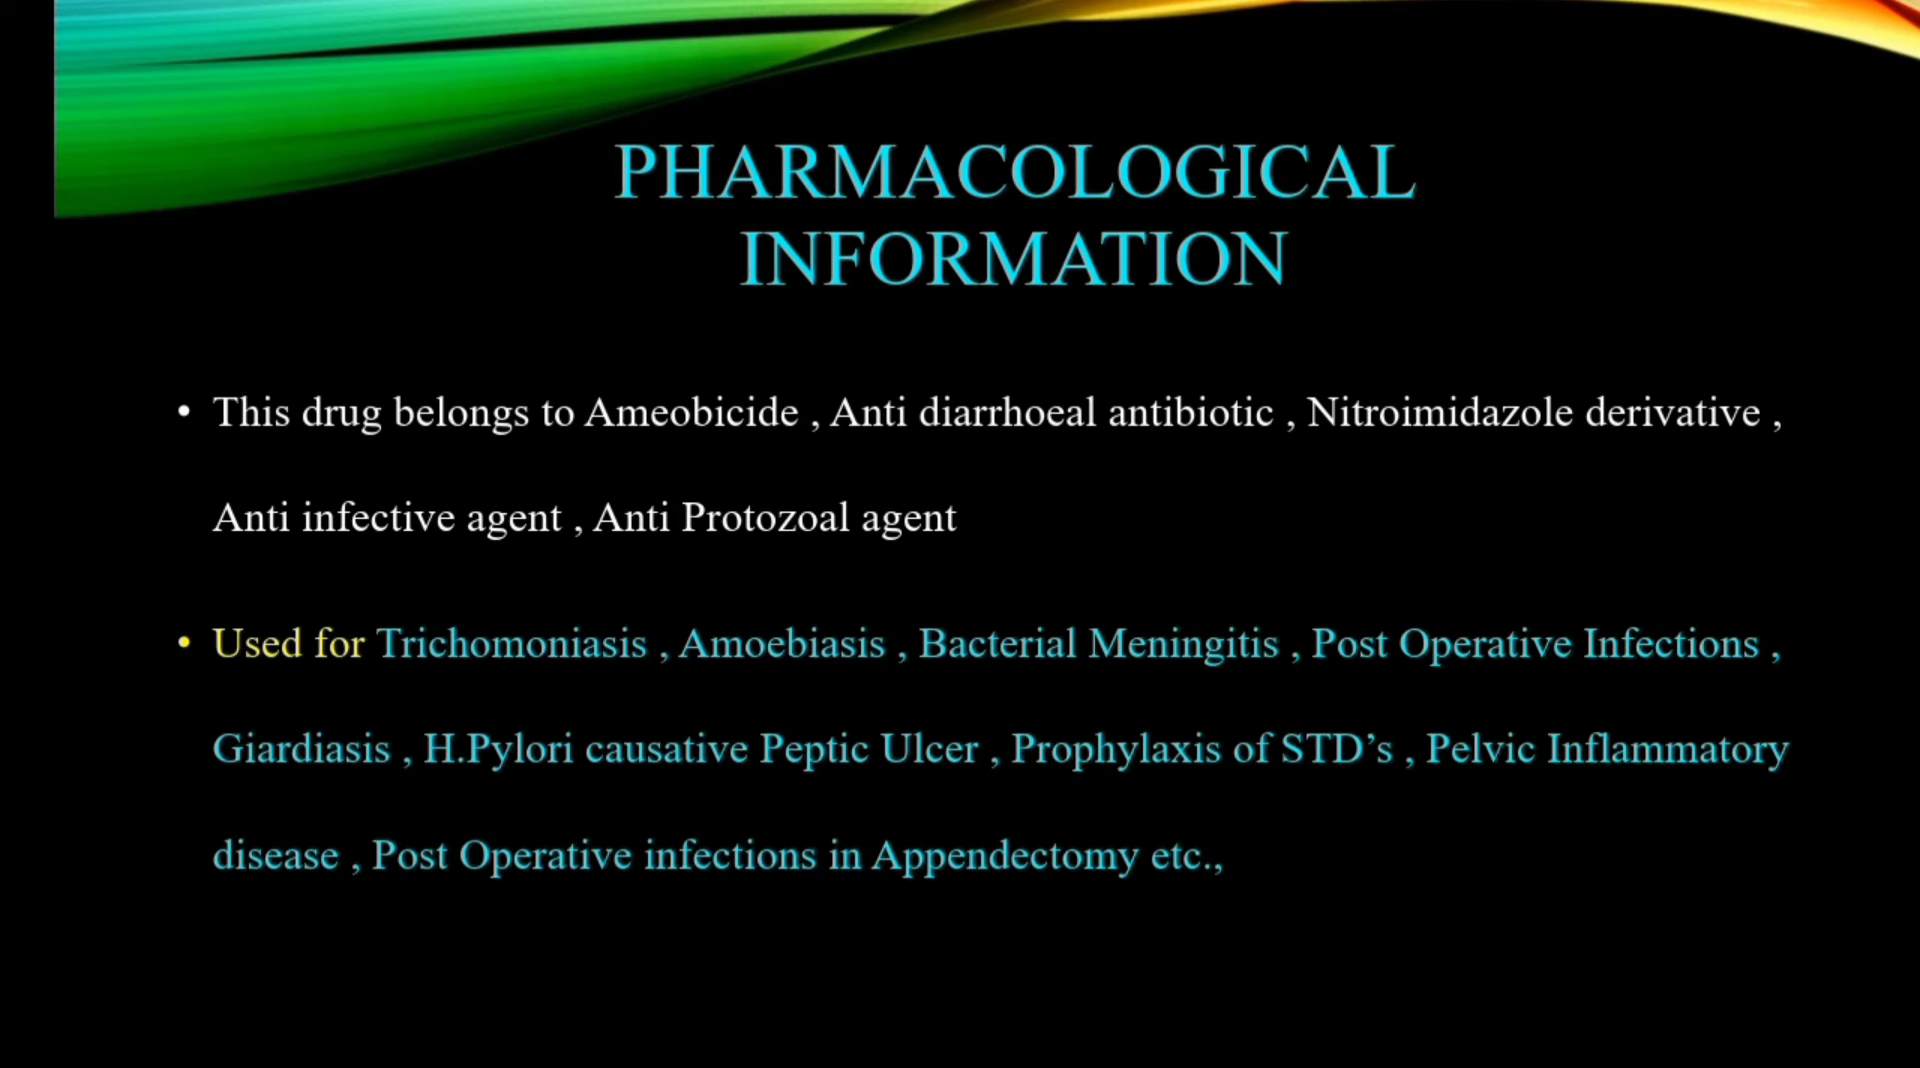 PHARMACOLOGICAL
INFORMATION
• This drug belongs to Ameobicide , Anti diarrhoeal antibiotic , Nitroimidazole derivative ,
Anti infective agent , Anti Protozoal agent
• Used for Trichomoniasis , Amoebiasis , Bacterial Meningitis , Post Operative Infections ,
Giardiasis , H.Pylori causative Peptic Ulcer , Prophylaxis of STD’s , Pelvic Inflammatory
disease , Post Operative infections in Appendectomy etc.,